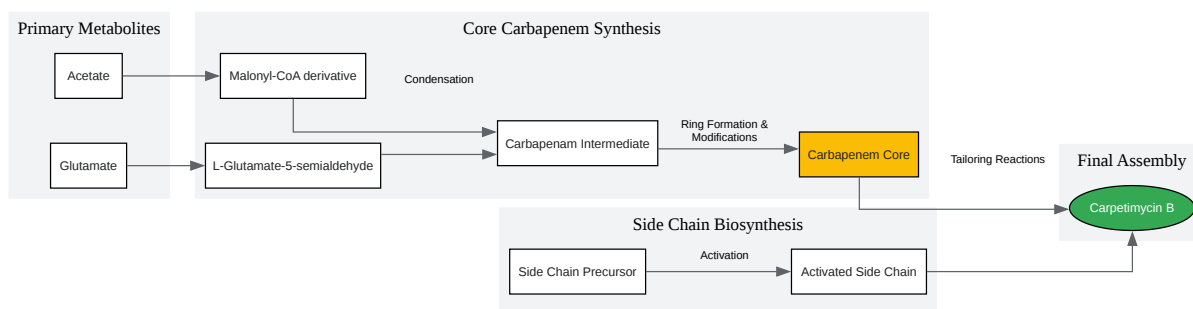 Primary Metabolites
Acetate
Glutamate
Core Carbapenem Synthesis
Malonyl-CoA derivative
Condensation
L-Glutamate-5-semialdehyde
Carbapenam Intermediate
Ring Formation &
Modifications
Carbapenem Core
Tailoring Reactions
Side Chain Biosynthesis
Side Chain Precursor
Activation
Activated Side Chain
Final Assembly
Carpetimycin B